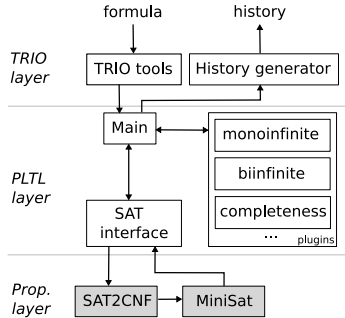 formula
history
TRIO
layer
TRIO tools
History generator
Main
monoinfinite
biinfinite
completeness
...
plugins
PLTL
layer
SAT
interface
Prop.
layer
SAT2CNF
MiniSat